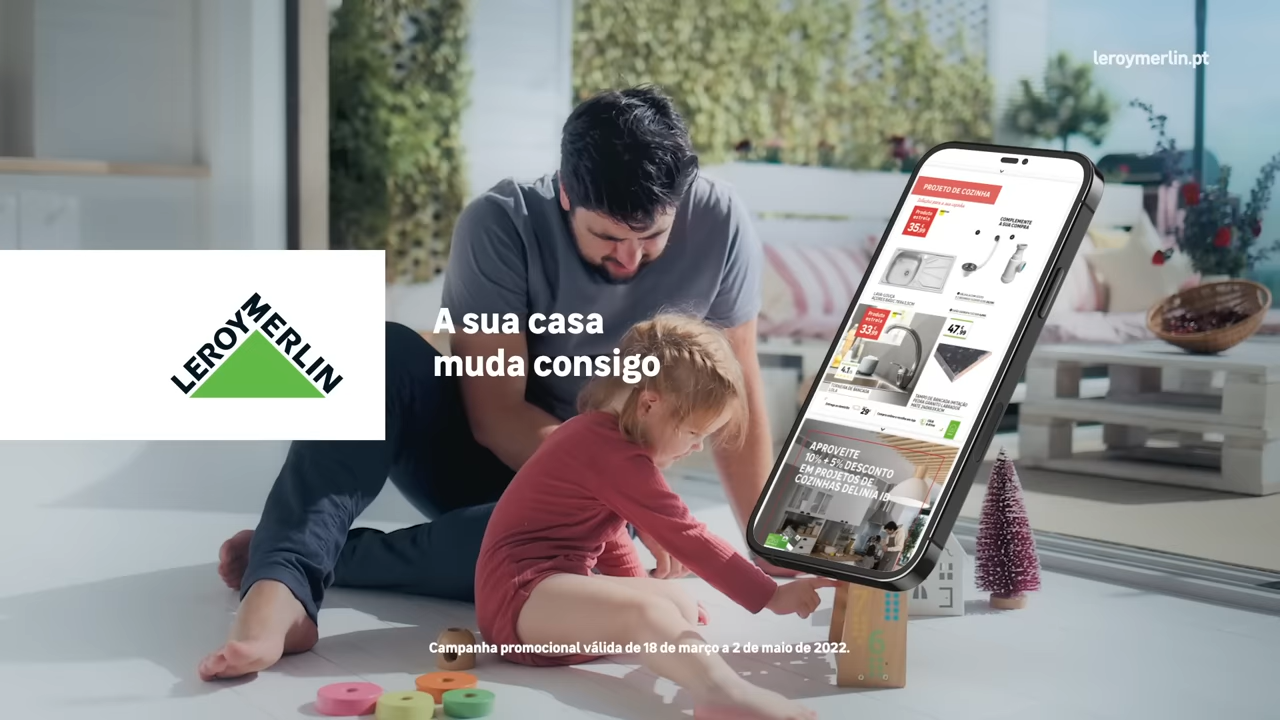 leroymerlin.pt
LEROY MERLIN
A sua casa
muda consigo
PROJETO DE COZINHA
Produto
estrela
35
COMPLEMENTE
A SUA COMPRA
Produto
estrela
33
47
APROVEITE
10% + 5% DESCONTO
EM PROJETOS DE
COZINHAS DELINIA ID
Campanha promocional válida de 18 de março a 2 de maio de 2022.